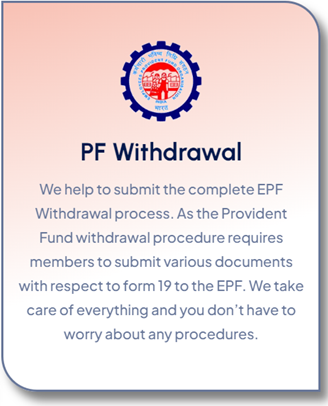 PF Withdrawal
We help to submit the complete EPF
Withdrawal process. As the Provident
Fund withdrawal procedure requires
members to submit various documents
with respect to form 19 to the EPF. We take
care of everything and you don't have to
worry about any procedures.